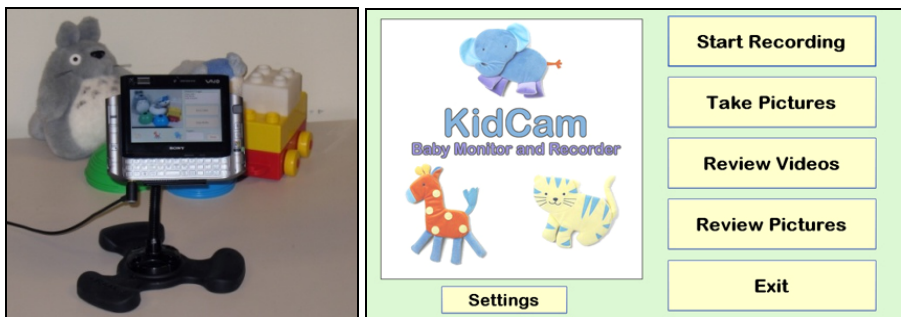 VAIO
SONY
KidCam
Baby Monitor and Recorder
Settings
Start Recording
Take Pictures
Review Videos
Review Pictures
Exit